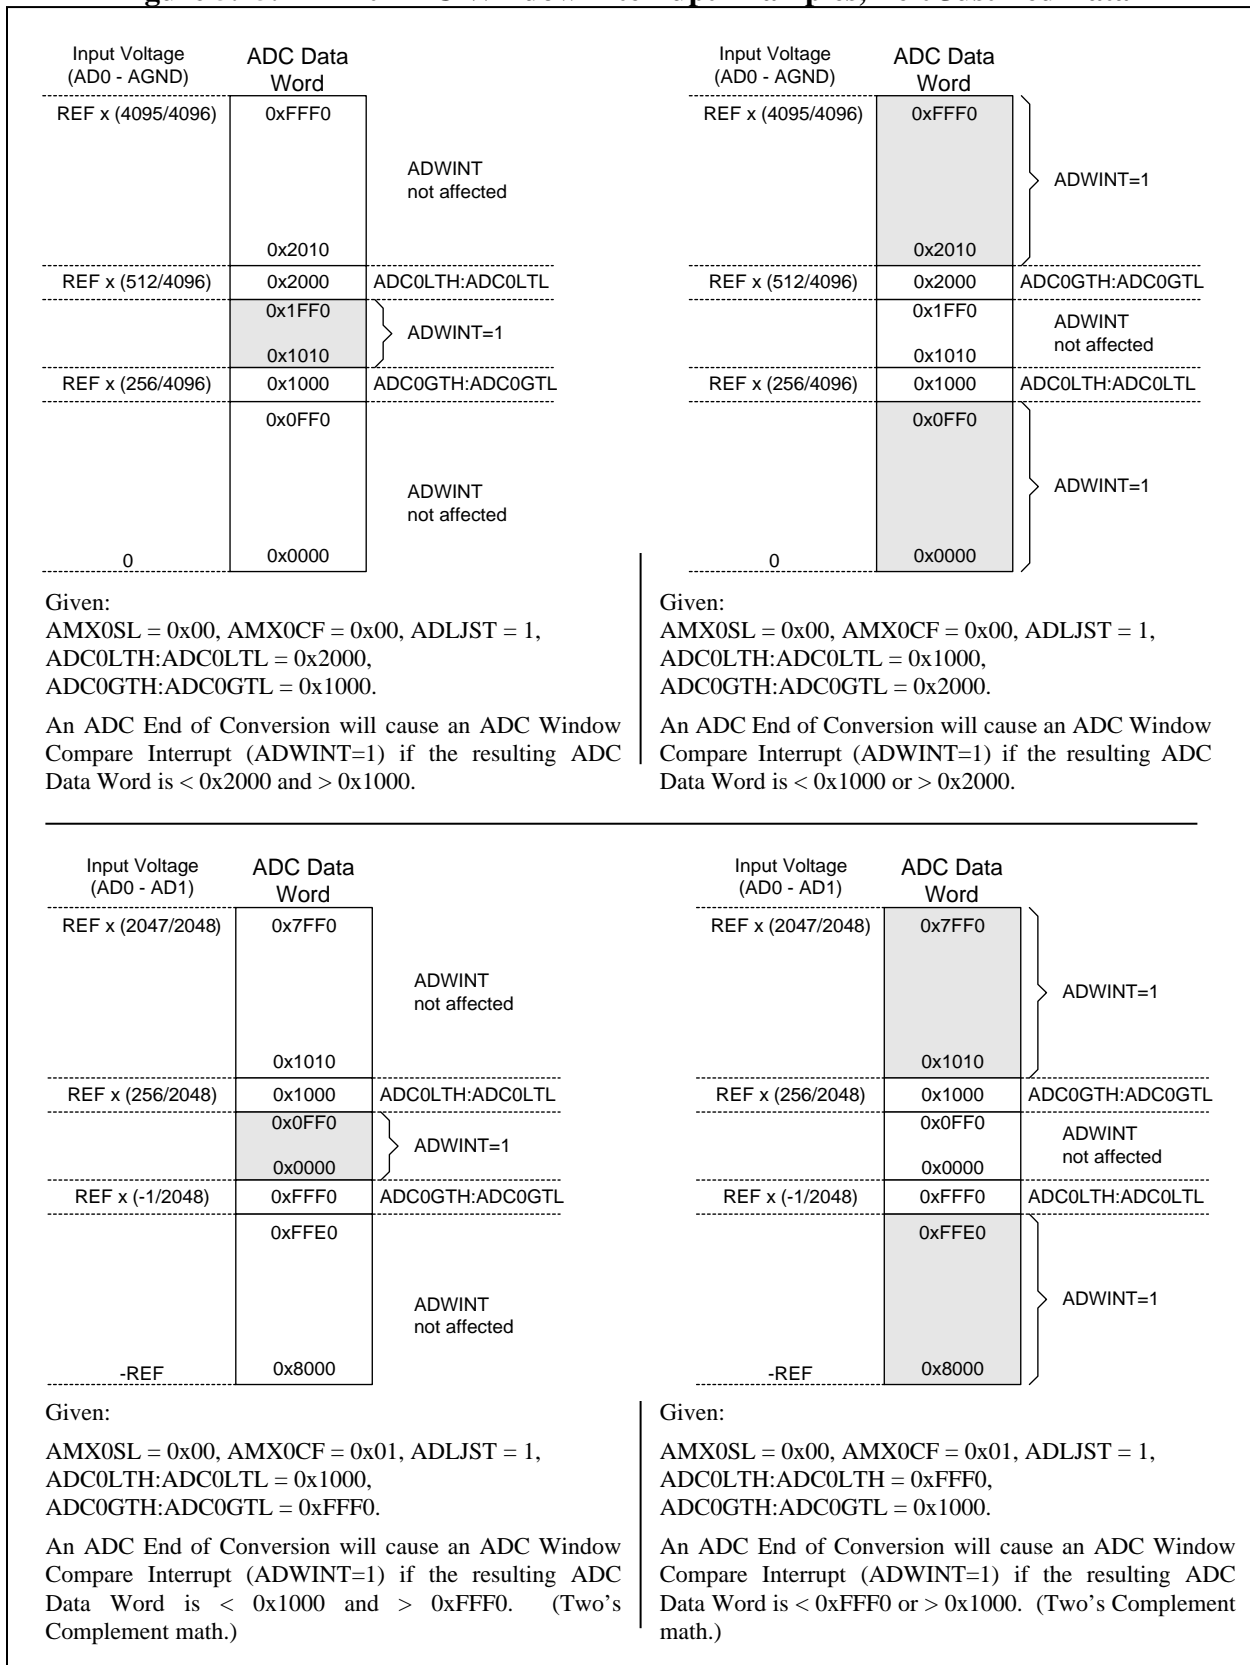 Input Voltage
(AD0 - AGND)
ADC Data
Word
REF x (4095/4096)
0xFFF0
ADWINT
not affected
0x2010
REF x (512/4096)
0x2000
ADC0LTH:ADC0LTL
0x1FF0
ADWINT=1
0x1010
REF x (256/4096)
0x1000
ADC0GTH:ADC0GTL
0x0FF0
ADWINT
not affected
0
0x0000
Given:
AMX0SL = 0x00, AMX0CF = 0x00, ADLJST = 1,
ADC0LTH:ADC0LTL = 0x2000,
ADC0GTH:ADC0GTL = 0x1000.
An ADC End of Conversion will cause an ADC Window
Compare Interrupt (ADWINT=1) if the resulting ADC
Data Word is < 0x2000 and > 0x1000.
Input Voltage
(AD0 - AGND)
ADC Data
Word
REF x (4095/4096)
0xFFF0
ADWINT=1
0x2010
REF x (512/4096)
0x2000
ADC0GTH:ADC0GTL
0x1FF0
ADWINT
not affected
0x1010
REF x (256/4096)
0x1000
ADC0LTH:ADC0LTL
0x0FF0
ADWINT=1
0
0x0000
Given:
AMX0SL = 0x00, AMX0CF = 0x00, ADLJST = 1,
ADC0LTH:ADC0LTL = 0x1000,
ADC0GTH:ADC0GTL = 0x2000.
An ADC End of Conversion will cause an ADC Window
Compare Interrupt (ADWINT=1) if the resulting ADC
Data Word is < 0x1000 or > 0x2000.
Input Voltage
(AD0 - AD1)
ADC Data
Word
REF x (2047/2048)
0x7FF0
ADWINT
not affected
0x1010
REF x (256/2048)
0x1000
ADC0LTH:ADC0LTL
0x0FF0
ADWINT=1
0x0000
REF x (-1/2048)
0xFFF0
ADC0GTH:ADC0GTL
0xFFE0
ADWINT
not affected
-REF
0x8000
Given:
AMX0SL = 0x00, AMX0CF = 0x01, ADLJST = 1,
ADC0LTH:ADC0LTL = 0x1000,
ADC0GTH:ADC0GTL = 0xFFF0.
An ADC End of Conversion will cause an ADC Window
Compare Interrupt (ADWINT=1) if the resulting ADC
Data Word is < 0x1000 and > 0xFFF0. (Two's
Complement math.)
Input Voltage
(AD0 - AD1)
ADC Data
Word
REF x (2047/2048)
0x7FF0
ADWINT=1
0x1010
REF x (256/2048)
0x1000
ADC0GTH:ADC0GTL
0x0FF0
ADWINT
not affected
0x0000
REF x (-1/2048)
0xFFF0
ADC0LTH:ADC0LTL
0xFFE0
ADWINT=1
-REF
0x8000
Given:
AMX0SL = 0x00, AMX0CF = 0x01, ADLJST = 1,
ADC0LTH:ADC0LTH = 0xFFF0,
ADC0GTH:ADC0GTL = 0x1000.
An ADC End of Conversion will cause an ADC Window
Compare Interrupt (ADWINT=1) if the resulting ADC
Data Word is < 0xFFF0 or > 0x1000. (Two's Complement
math.)